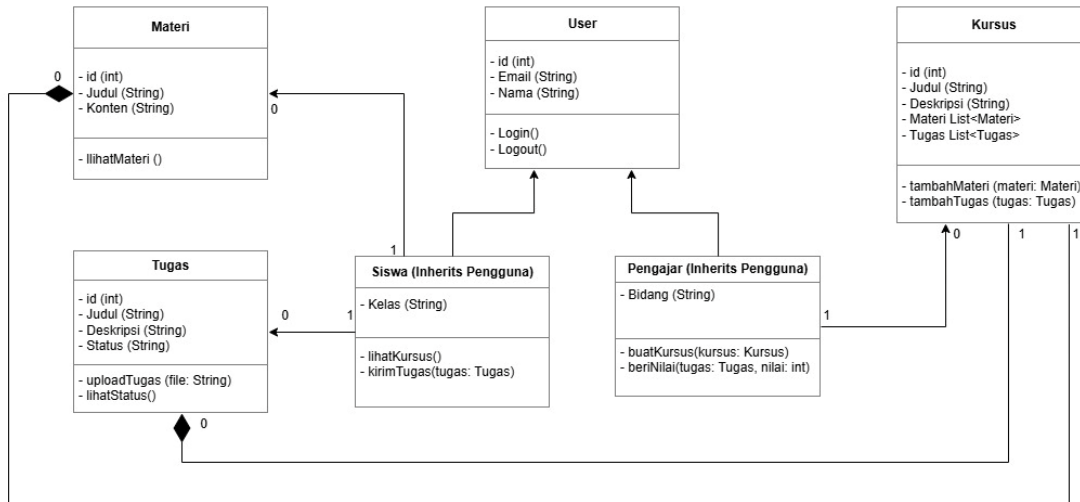 Materi
- id (int)
- Judul (String)
- Konten (String)
- llihatMateri ()
0
0
User
- id (int)
- Email (String)
- Nama (String)
- Login()
- Logout()
Kursus
- id (int)
- Judul (String)
- Deskripsi (String)
- Materi List<Materi>
- Tugas List<Tugas>
- tambahMateri (materi: Materi)
- tambahTugas (tugas: Tugas)
0
1
1
Tugas
- id (int)
- Judul (String)
- Deskripsi (String)
- Status (String)
- uploadTugas (file: String)
- lihatStatus()
0
0
1
1
Siswa (Inherits Pengguna)
- Kelas (String)
- lihatKursus()
- kirimTugas(tugas: Tugas)
Pengajar (Inherits Pengguna)
- Bidang (String)
- buatKursus(kursus: Kursus)
- beriNilai(tugas: Tugas, nilai: int)
1